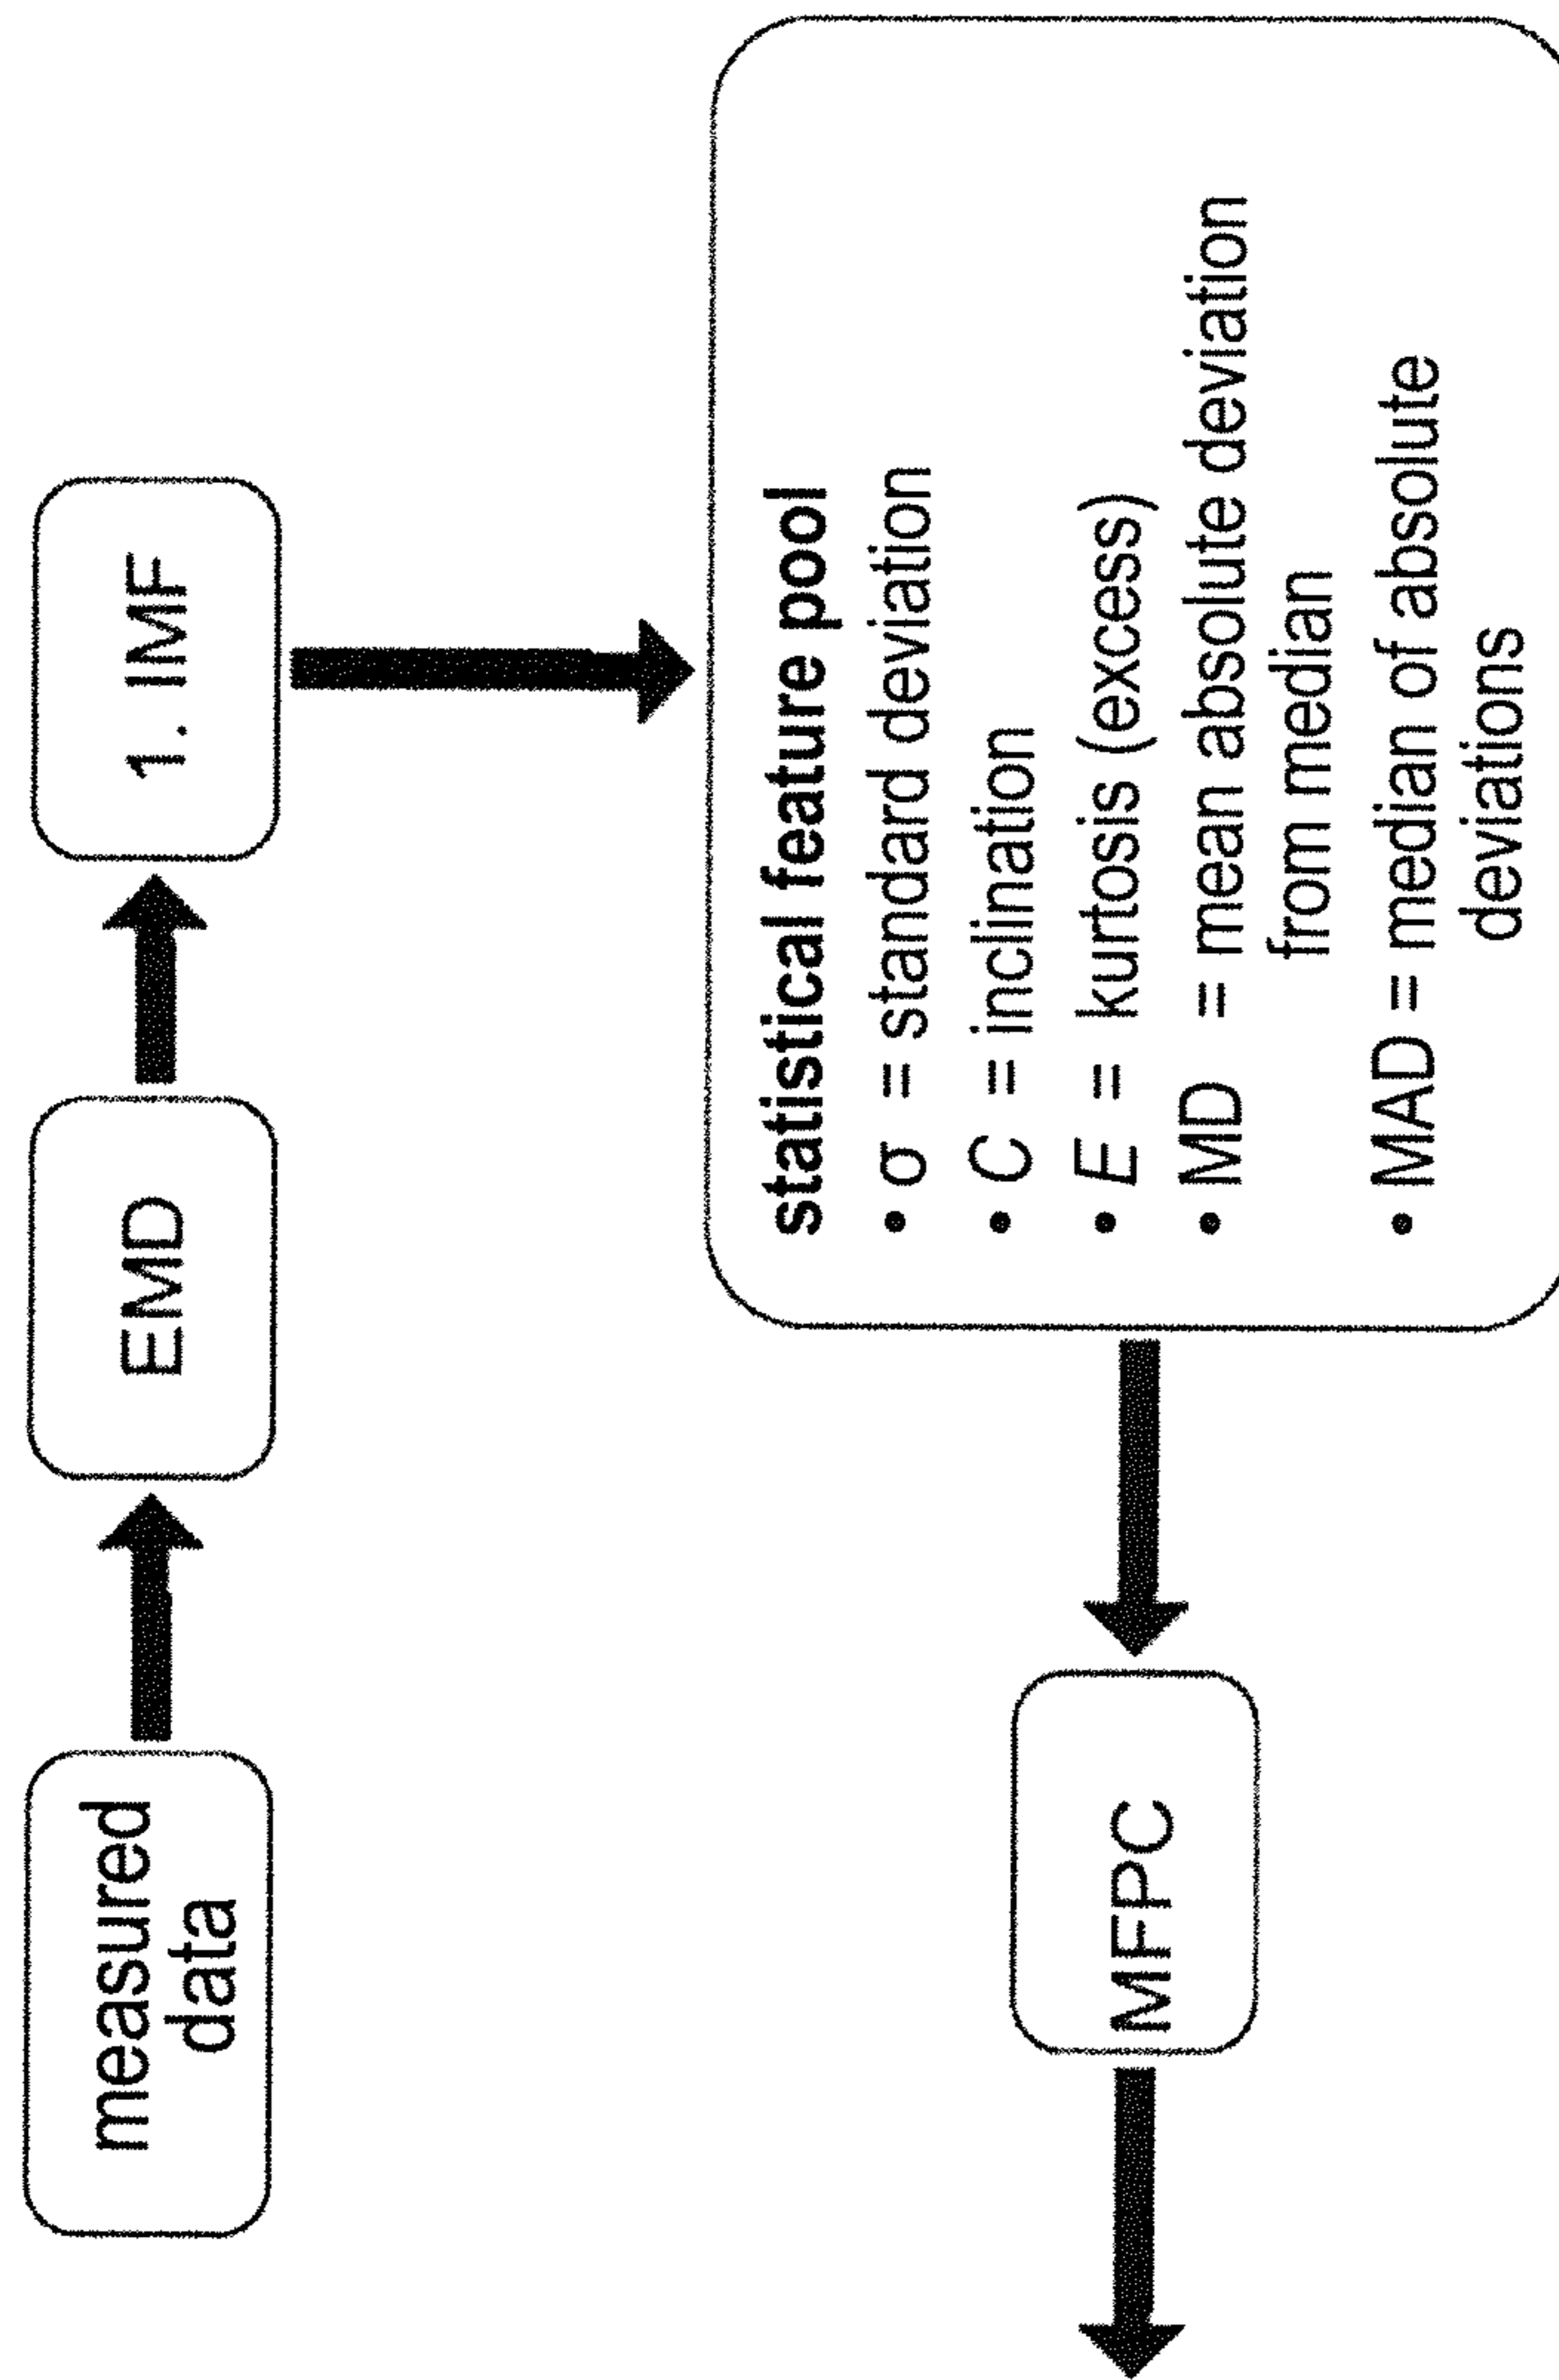 measured
data
EMD
1. IMF
statistical feature pool
• σ = standard deviation
• C = inclination
• E = kurtosis (excess)
• MD = mean absolute deviation
from median
• MAD = median of absolute
deviations
MFPC